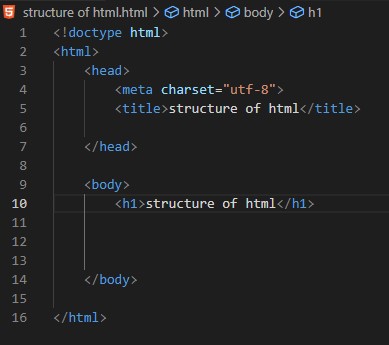 structure of html.html > html > body > h1
1 <!doctype html>
2 <html>
3 <head>
4 <meta charset="utf-8">
5 <title>structure of html</title>
6
7 </head>
8
9 <body>
10 <h1>structure of html</h1>
11
12
13
14 </body>
15
16 </html>